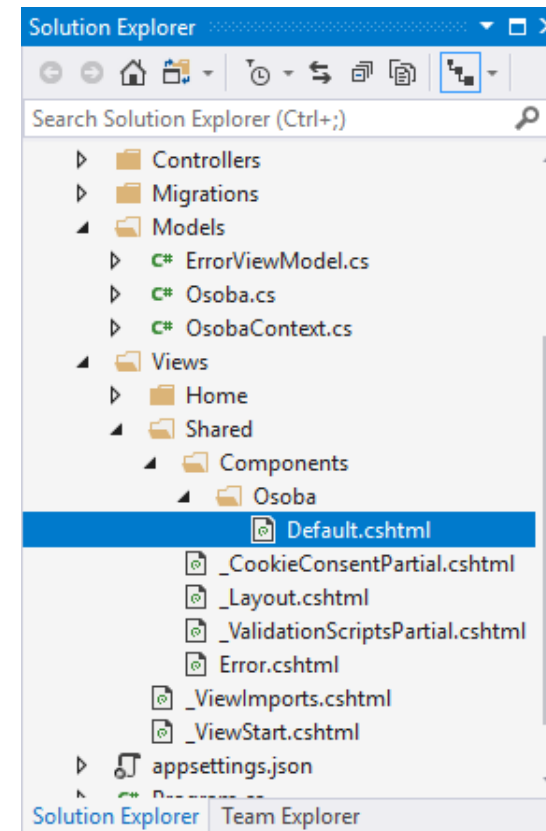 Solution Explorer
Search Solution Explorer (Ctrl+;)
Controllers
Migrations
Models
C# ErrorViewModel.cs
C# Osoba.cs
C# OsobaContext.cs
Views
Home
Shared
Components
Osoba
Default.cshtml
_CookieConsentPartial.cshtml
_Layout.cshtml
_ValidationScriptsPartial.cshtml
Error.cshtml
_ViewImports.cshtml
_ViewStart.cshtml
appsettings.json
C# Program.cs
Solution Explorer Team Explorer